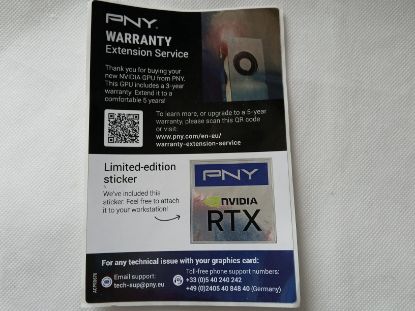 PNY
WARRANTY
Extension Service
Thank you for buying your
new NVIDIA GPU from PNY.
This GPU includes a 3-year
warranty. Extend it to a
comfortable 5 years!
To learn more, or upgrade to a 5-year
warranty, please scan this QR code
or visit:
www.pny.com/en-eu/
warranty-extension-service
Limited-edition
sticker
We've included this
sticker. Feel free to attach
it to your workstation!
PNY
NVIDIA
RTX
For any technical issue with your graphics card:
Email support:
tech-sup@pny.eu
Toll-free phone support numbers:
+33 (0)5 40 240 242
+49 (0)2405 40 848 40 (Germany)